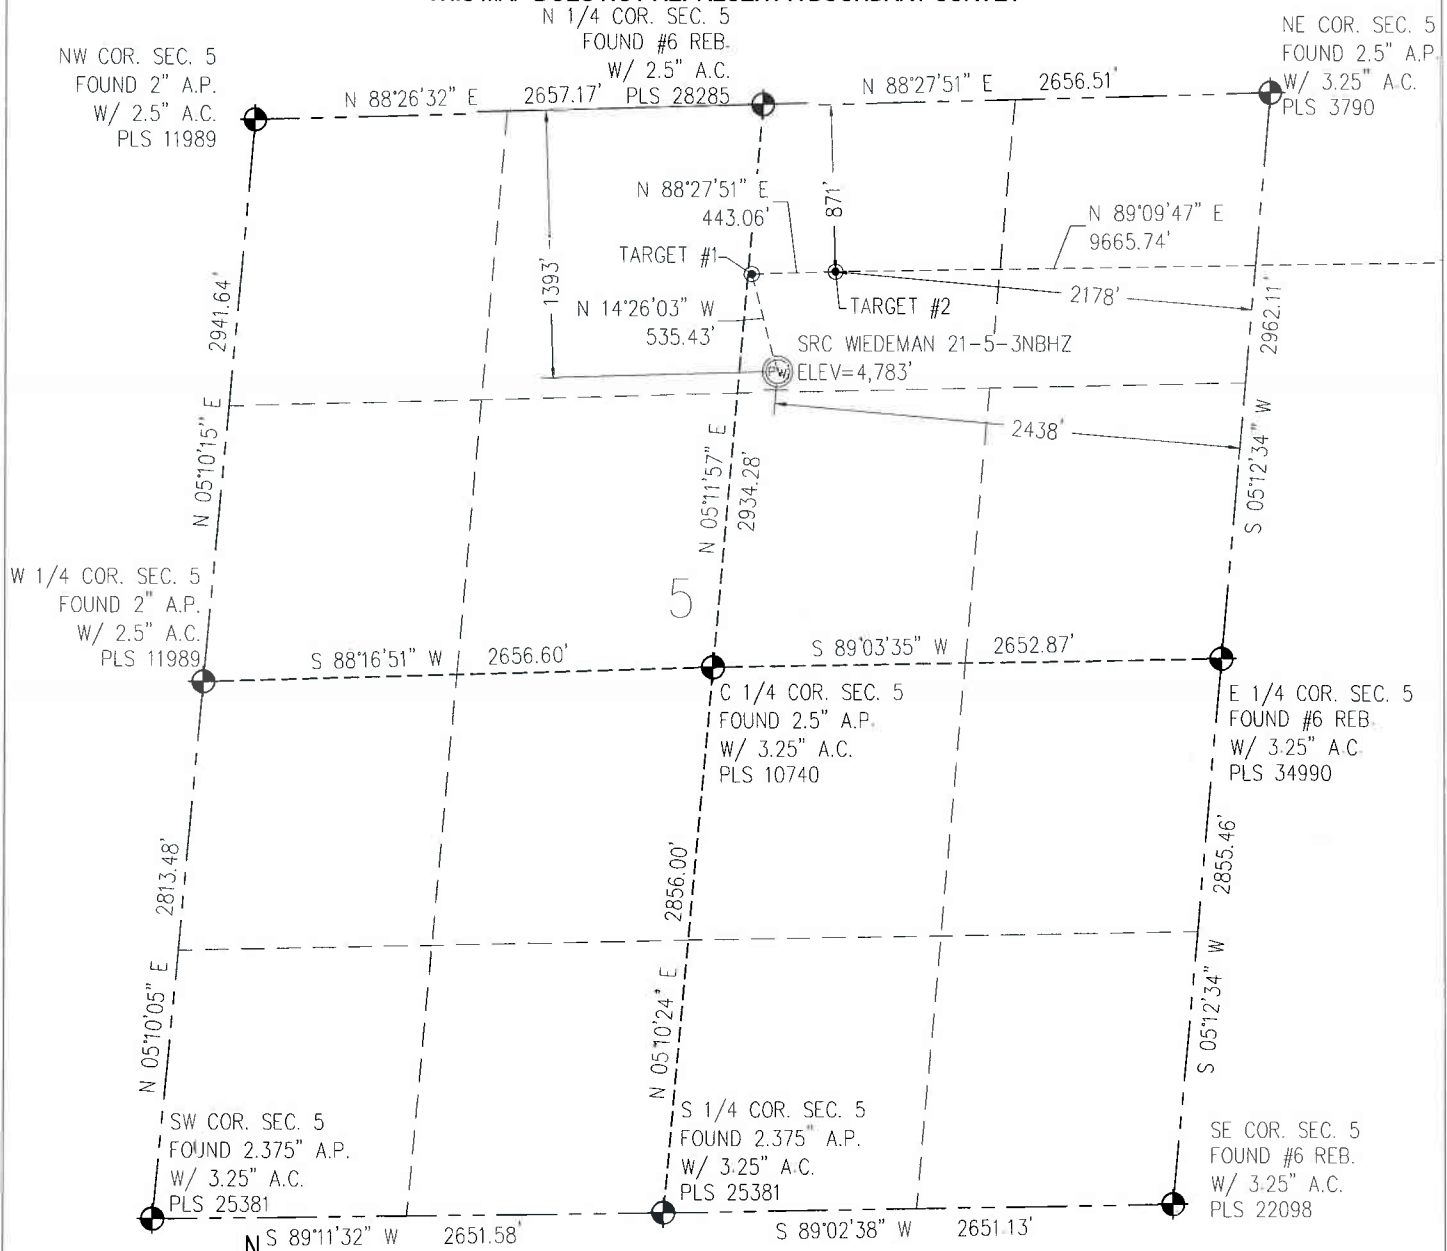 N 1/4 COR. SEC. 5
FOUND #6 REB.
W/ 2.5" A.C.
PLS 28285
NE COR. SEC. 5
FOUND 2.5" A.P.
W/ 3.25" A.C.
PLS 3790
NW COR. SEC. 5
FOUND 2" A.P.
W/ 2.5" A.C.
PLS 11989
N 88°26'32" E 2657.17'
N 88°27'51" E 2656.51'
N 88°27'51" E
443.06'
871'
N 89°09'47" E
9665.74'
TARGET #1
1393'
2941.64'
N 14°26'03" W
535.43'
TARGET #2
2178'
2962.11'
SRC WIEDEMAN 21-5-3NBHZ
ELEV=4,783'
PW
2438'
N 05°10'15" E
N 05°11'57" E
2934.28'
S 05°12'34" W
W 1/4 COR. SEC. 5
FOUND 2" A.P.
W/ 2.5" A.C.
PLS 11989
5
S 88°16'51" W 2656.60'
S 89°03'35" W 2652.87'
C 1/4 COR. SEC. 5
FOUND 2.5" A.P.
W/ 3.25" A.C.
PLS 10740
E 1/4 COR. SEC. 5
FOUND #6 REB.
W/ 3.25" A.C.
PLS 34990
2813.48'
2856.00'
2855.46'
N 05°10'05" E
N 05°10'24" E
S 05°12'34" W
SW COR. SEC. 5
FOUND 2.375" A.P.
W/ 3.25" A.C.
PLS 25381
S 1/4 COR. SEC. 5
FOUND 2.375" A.P.
W/ 3.25" A.C.
PLS 25381
SE COR. SEC. 5
FOUND #6 REB.
W/ 3.25" A.C.
PLS 22098
N
S 89°11'32" W 2651.58'
S 89°02'38" W 2651.13'